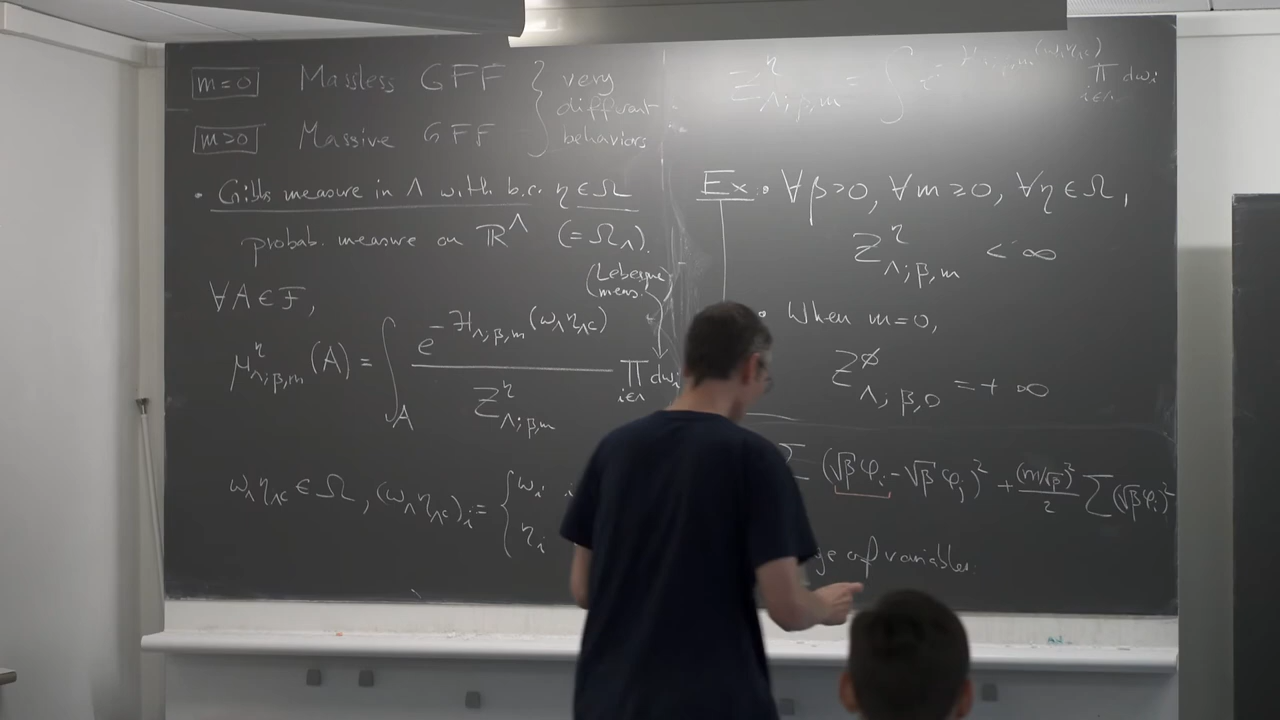 m=0 Massless GFF } very
different
m>0 Massive GFF behaviors
• Gibbs measure in Λ with b.c. η∈Ω
probab. measure on ℝ^Λ (=Ω_Λ).
(Lebesgue
meas.
∀A∈ℱ,
μ^η_{Λ;β,m}(A) = ∫_A e^{-ℋ_{Λ;β,m}(ω_Λ η_{Λ^c})} / Z^η_{Λ;β,m} ∏_{i∈Λ} dω_i
ω_Λ η_{Λ^c} ∈ Ω, (ω_Λ η_{Λ^c})_i = { ω_i i
η_i
Z^η_{Λ;β,m} = ∫ e^{-ℋ_{Λ;β,m}(ω_Λ η_{Λ^c})} ∏_{i∈Λ} dω_i
Ex • ∀β>0, ∀m≥0, ∀η∈Ω,
Z^η_{Λ;β,m} < ∞
• When m=0,
Z^ø_{Λ;β,0} = +∞
Σ (√β φ_i - √β φ_j)² + (m/√β)²/2 Σ(√β φ_i)²
ge of variables